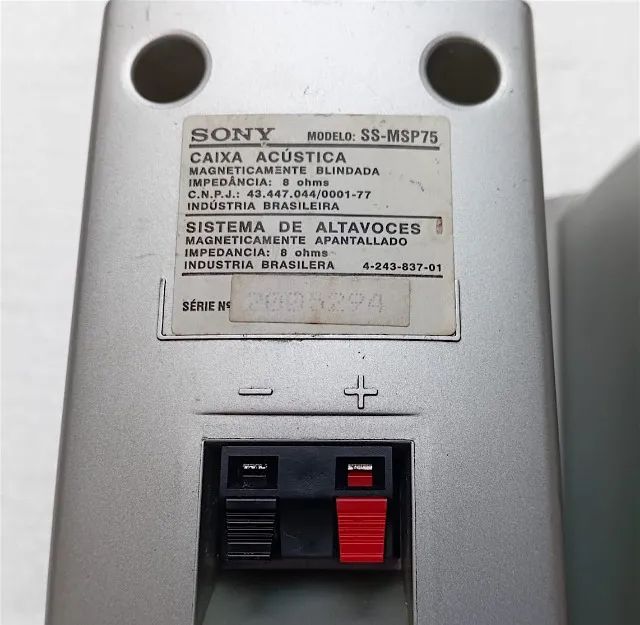 SONY MODELO: SS-MSP75
CAIXA ACÚSTICA
MAGNETICAMENTE BLINDADA
IMPEDÂNCIA: 8 ohms
C.N.P.J.: 43.447.044/0001-77
INDÚSTRIA BRASILEIRA
SISTEMA DE ALTAVOCES
MAGNETICAMENTE APANTALLADO
IMPEDANCIA: 8 ohms
INDUSTRIA BRASILERA 4-243-837-01
SÉRIE Nº
− +